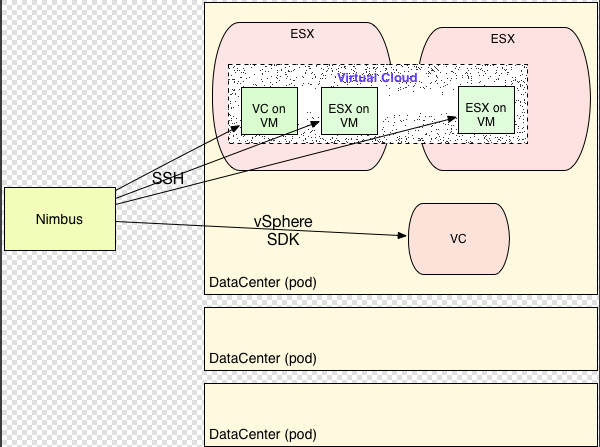 ESX
ESX
Virtual Cloud
VC on
VM
ESX on
VM
ESX on
VM
SSH
Nimbus
vSphere
SDK
VC
DataCenter (pod)
DataCenter (pod)
DataCenter (pod)